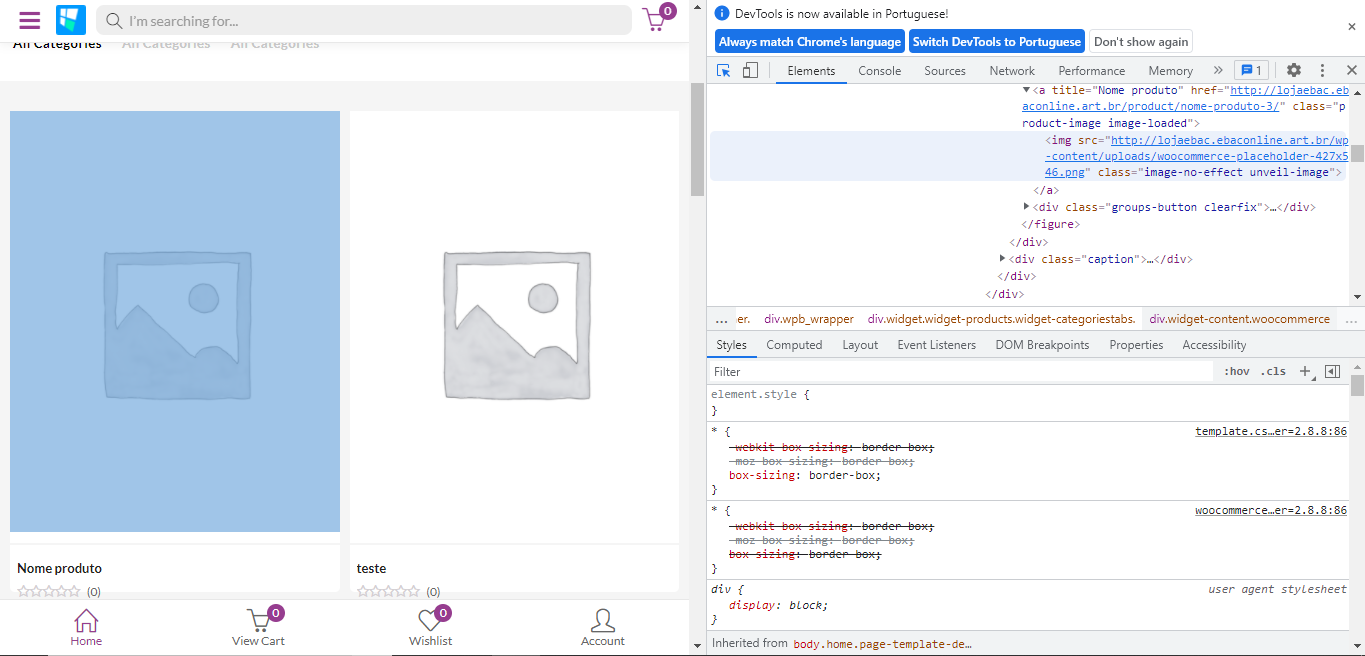 I'm searching for...
0
All Categories All Categories All Categories
Nome produto
(0)
teste
(0)
Home
0
View Cart
0
Wishlist
Account
DevTools is now available in Portuguese!
Always match Chrome's language Switch DevTools to Portuguese Don't show again
Elements Console Sources Network Performance Memory 1
<a title="Nome produto" href="http://lojaebac.eb
aconline.art.br/product/nome-produto-3/" class="p
roduct-image image-loaded">
<img src="http://lojaebac.ebaconline.art.br/wp
-content/uploads/woocommerce-placeholder-427x5
46.png" class="image-no-effect unveil-image">
</a>
<div class="groups-button clearfix">…</div>
</figure>
</div>
<div class="caption">…</div>
</div>
</div>
... er. div.wpb_wrapper div.widget.widget-products.widget-categoriestabs. div.widget-content.woocommerce ...
Styles Computed Layout Event Listeners DOM Breakpoints Properties Accessibility
Filter :hov .cls
element.style {
}
* { template.cs…er=2.8.8:86
-webkit-box-sizing: border-box;
-moz-box-sizing: border-box;
box-sizing: border-box;
}
* { woocommerce…er=2.8.8:86
-webkit-box-sizing: border-box;
-moz-box-sizing: border-box;
box-sizing: border-box;
}
div { user agent stylesheet
display: block;
}
Inherited from body.home.page-template-de…